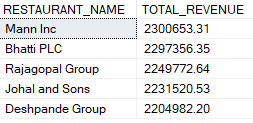 RESTAURANT_NAME TOTAL_REVENUE
Mann Inc 2300653.31
Bhatti PLC 2297356.35
Rajagopal Group 2249772.64
Johal and Sons 2231520.53
Deshpande Group 2204982.20